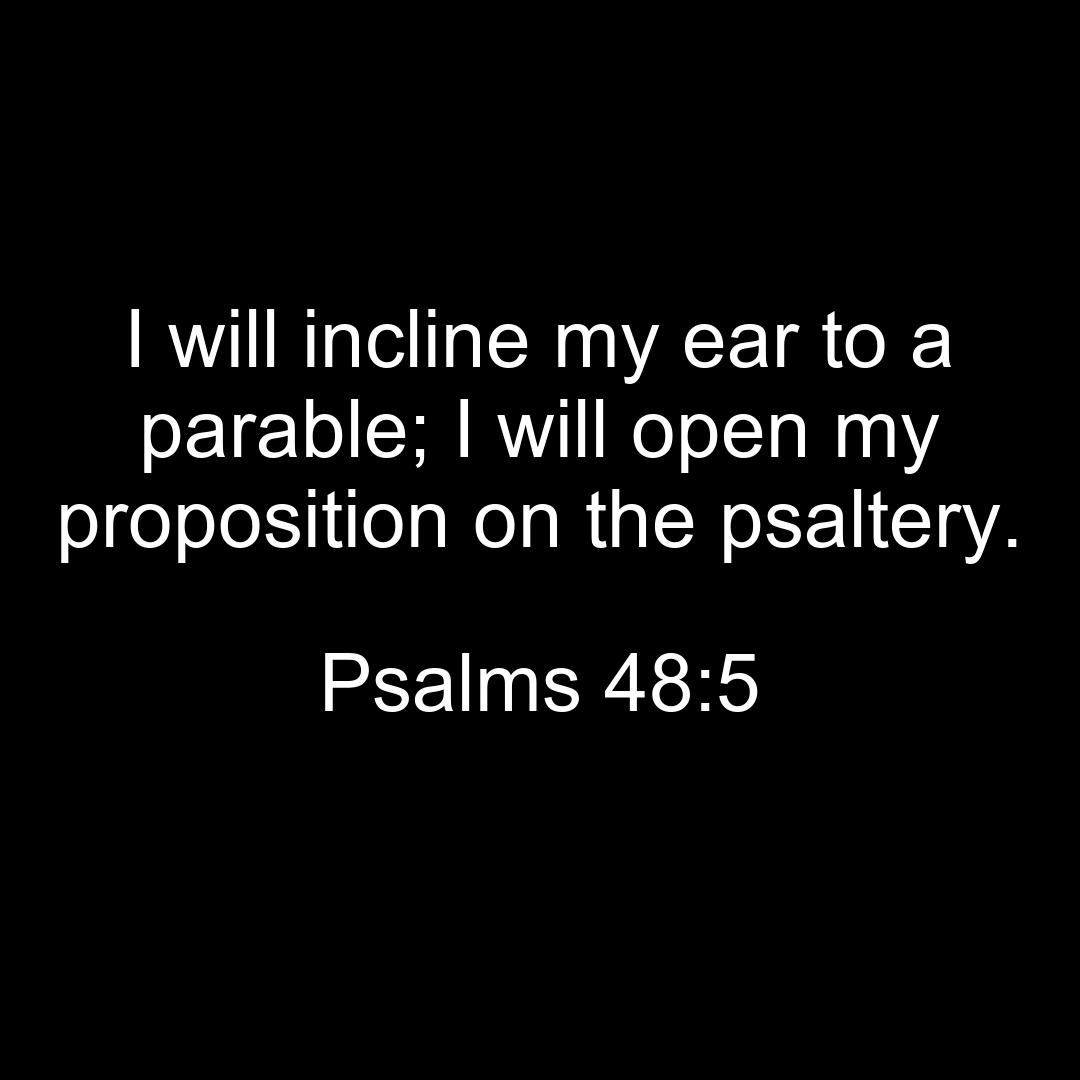 I will incline my ear to a
parable; I will open my
proposition on the psaltery.
Psalms 48:5